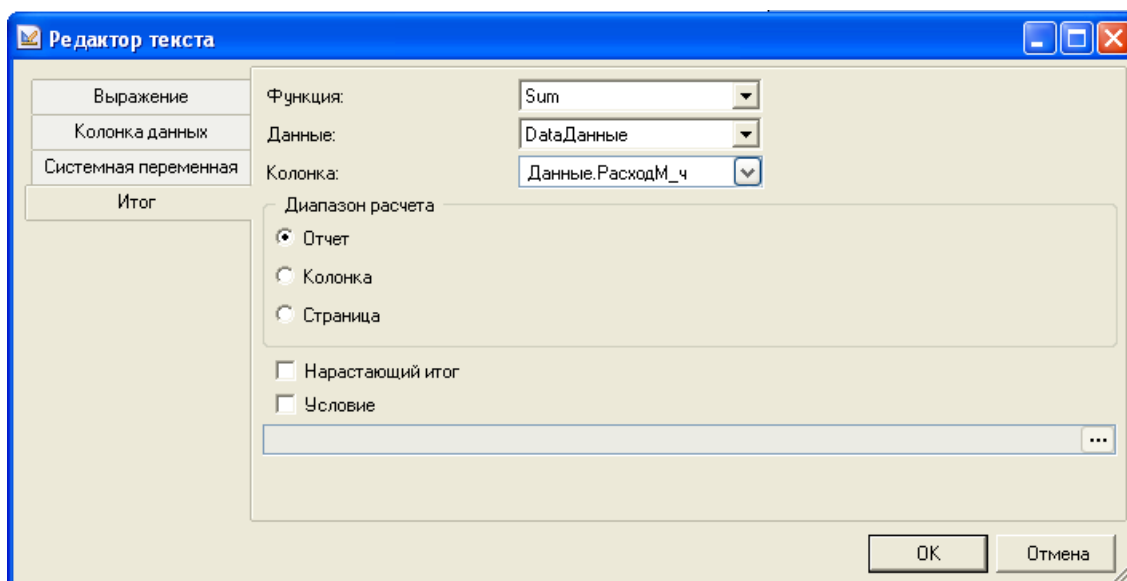 Редактор текста
Выражение
Колонка данных
Системная переменная
Итог
Функция: Sum
Данные: DataДанные
Колонка: Данные.РасходМ_ч
Диапазон расчета
Отчет
Колонка
Страница
Нарастающий итог
Условие
...
OK Отмена